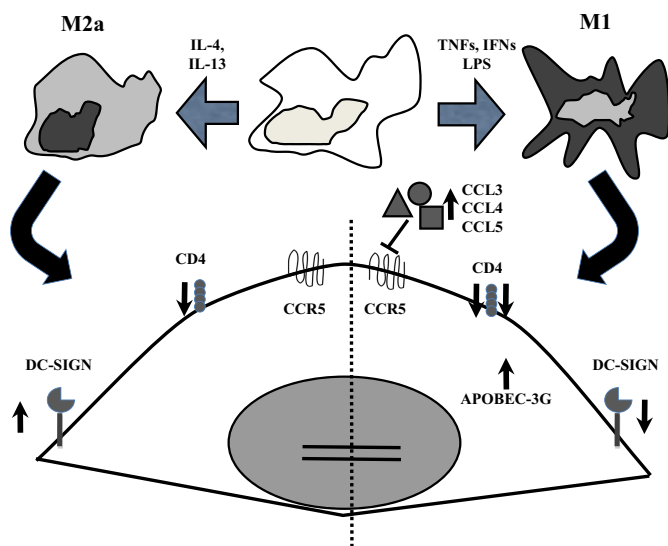 M2a
IL-4,
IL-13
TNFs, IFNs
LPS
M1
CCL3
CCL4
CCL5
CD4
CCR5
CCR5
CD4
DC-SIGN
APOBEC-3G
DC-SIGN